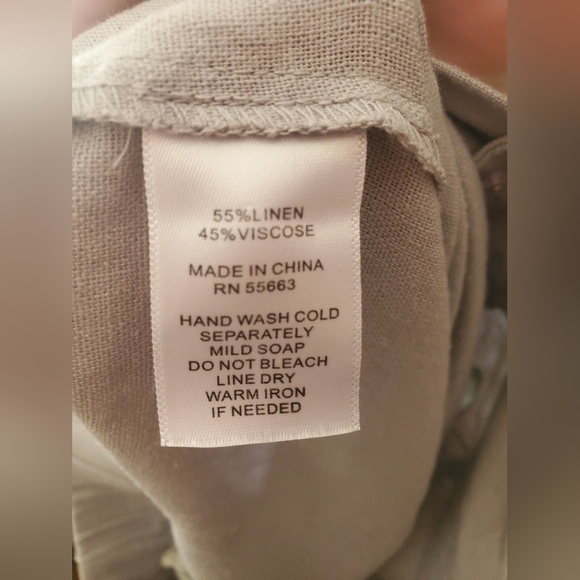 55%LINEN
45%VISCOSE
MADE IN CHINA
RN 55663
HAND WASH COLD
SEPARATELY
MILD SOAP
DO NOT BLEACH
LINE DRY
WARM IRON
IF NEEDED